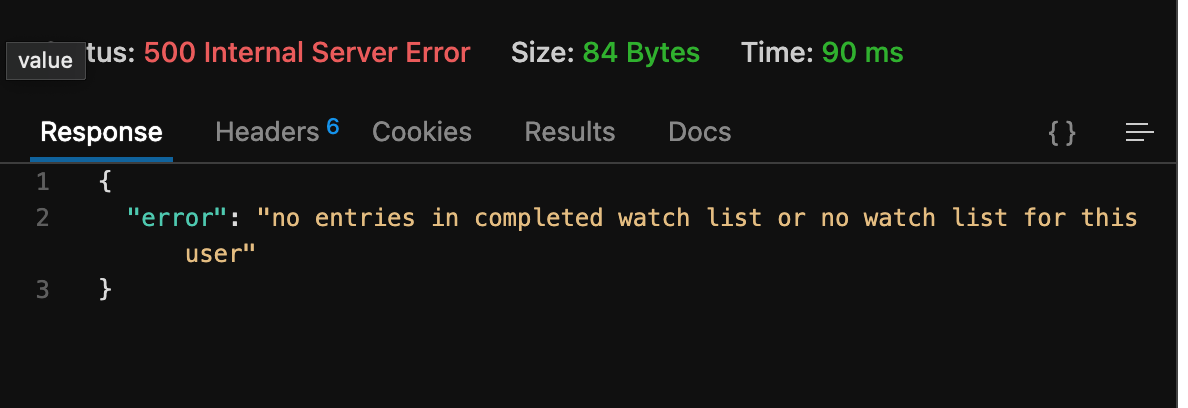 value
tus: 500 Internal Server Error Size: 84 Bytes Time: 90 ms
Response Headers 6 Cookies Results Docs { }
1 {
2 "error": "no entries in completed watch list or no watch list for this
user"
3 }